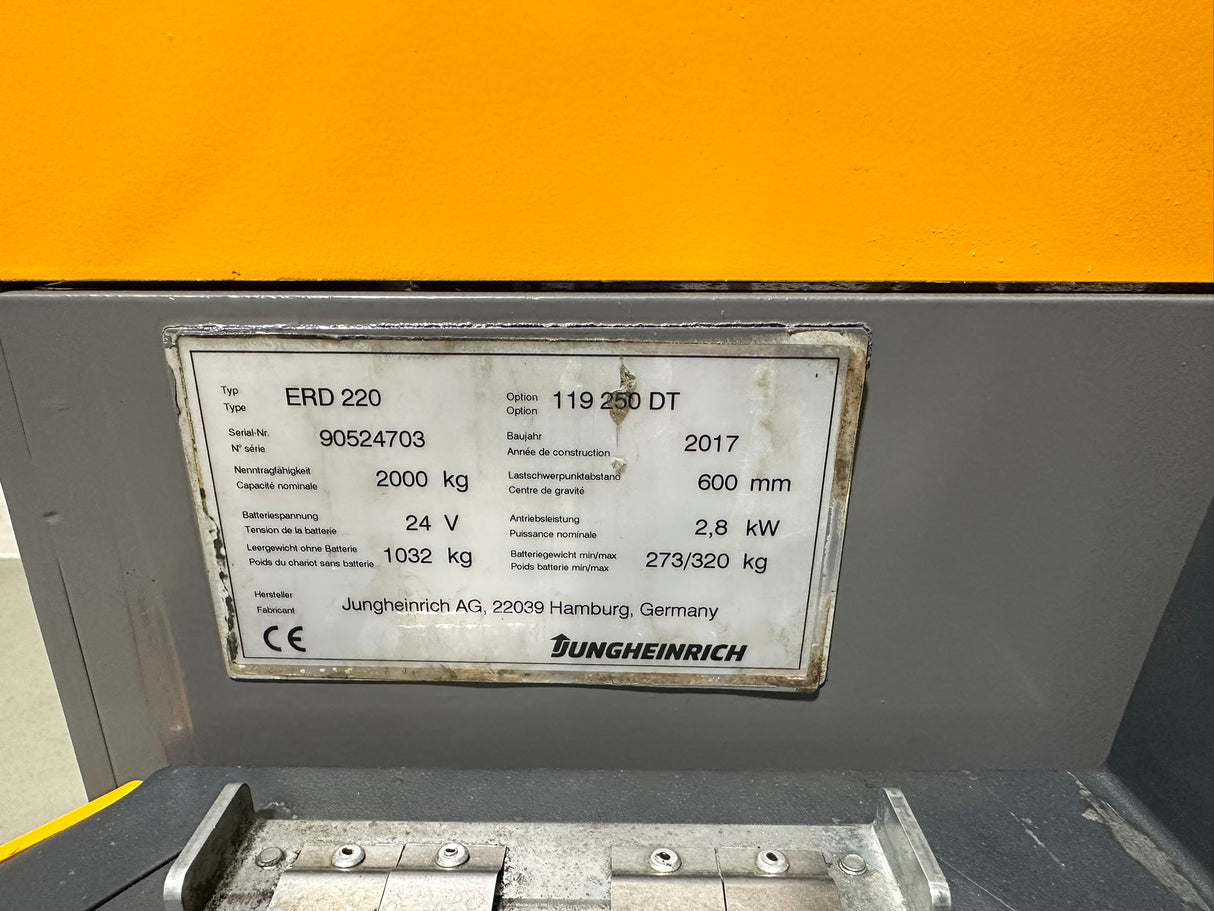 Typ
Type
ERD 220
Option
Option
119 250 DT
Serial-Nr.
N° série
90524703
Baujahr
Année de construction
2017
Nenntragfähigkeit
Capacité nominale
2000 kg
Lastschwerpunktabstand
Centre de gravité
600 mm
Batteriespannung
Tension de la batterie
24 V
Antriebsleistung
Puissance nominale
2,8 kW
Leergewicht ohne Batterie
Poids du chariot sans batterie
1032 kg
Batteriegewicht min/max
Poids batterie min/max
273/320 kg
Hersteller
Fabricant
Jungheinrich AG, 22039 Hamburg, Germany
CE
JUNGHEINRICH